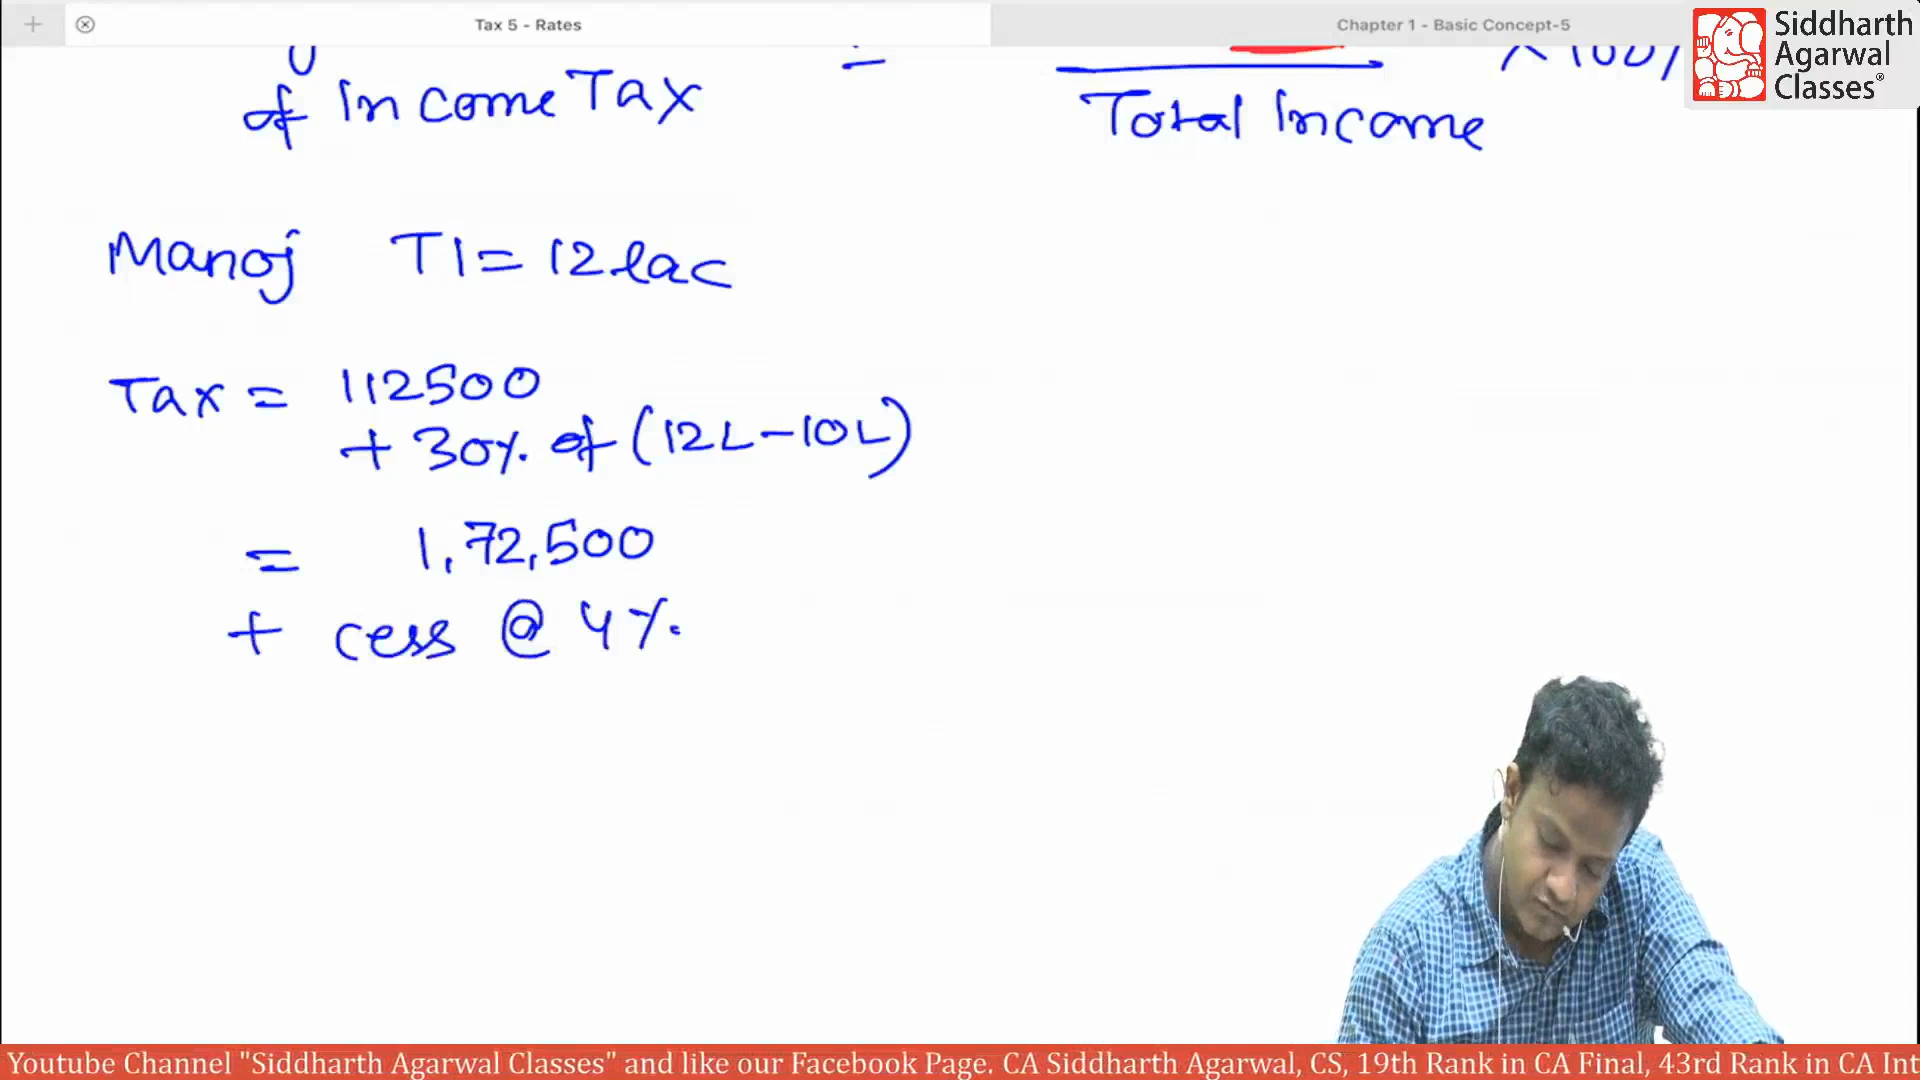 Tax 5 - Rates
Chapter 1 - Basic Concept-5
Siddharth
Agarwal
Classes®
of Income Tax = Total Income
Manoj TI = 12 lac
Tax = 112500
+ 30% of (12L - 10L)
= 1,72,500
+ cess @ 4%.
Youtube Channel "Siddharth Agarwal Classes" and like our Facebook Page. CA Siddharth Agarwal, CS, 19th Rank in CA Final, 43rd Rank in CA Int